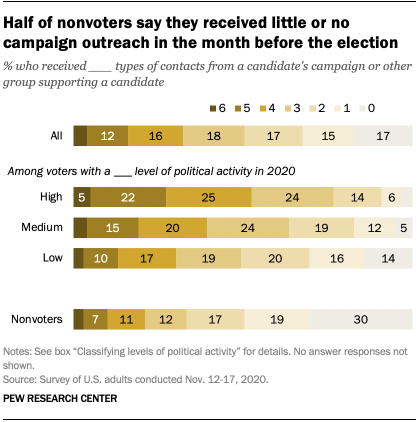 Half of nonvoters say they received little or no
campaign outreach in the month before the election
% who received ___ types of contacts from a candidate's campaign or other
group supporting a candidate
6 5 4 3 2 1 0
All 12 16 18 17 15 17
Among voters with a ___ level of political activity in 2020
High 5 22 25 24 14 6
Medium 15 20 24 19 12 5
Low 10 17 19 20 16 14
Nonvoters 7 11 12 17 19 30
Notes: See box "Classifying levels of political activity" for details. No answer responses not
shown.
Source: Survey of U.S. adults conducted Nov. 12-17, 2020.
PEW RESEARCH CENTER